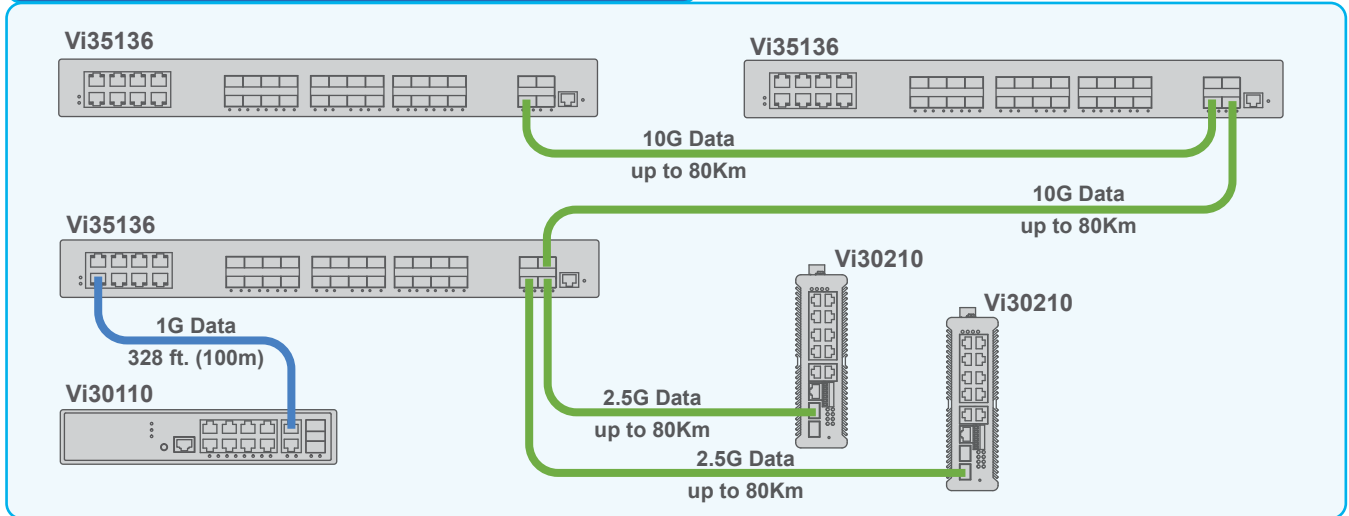 Vi35136
Vi35136
10G Data
up to 80Km
10G Data
up to 80Km
Vi35136
Vi30210
Vi30210
1G Data
328 ft. (100m)
Vi30110
2.5G Data
up to 80Km
2.5G Data
up to 80Km